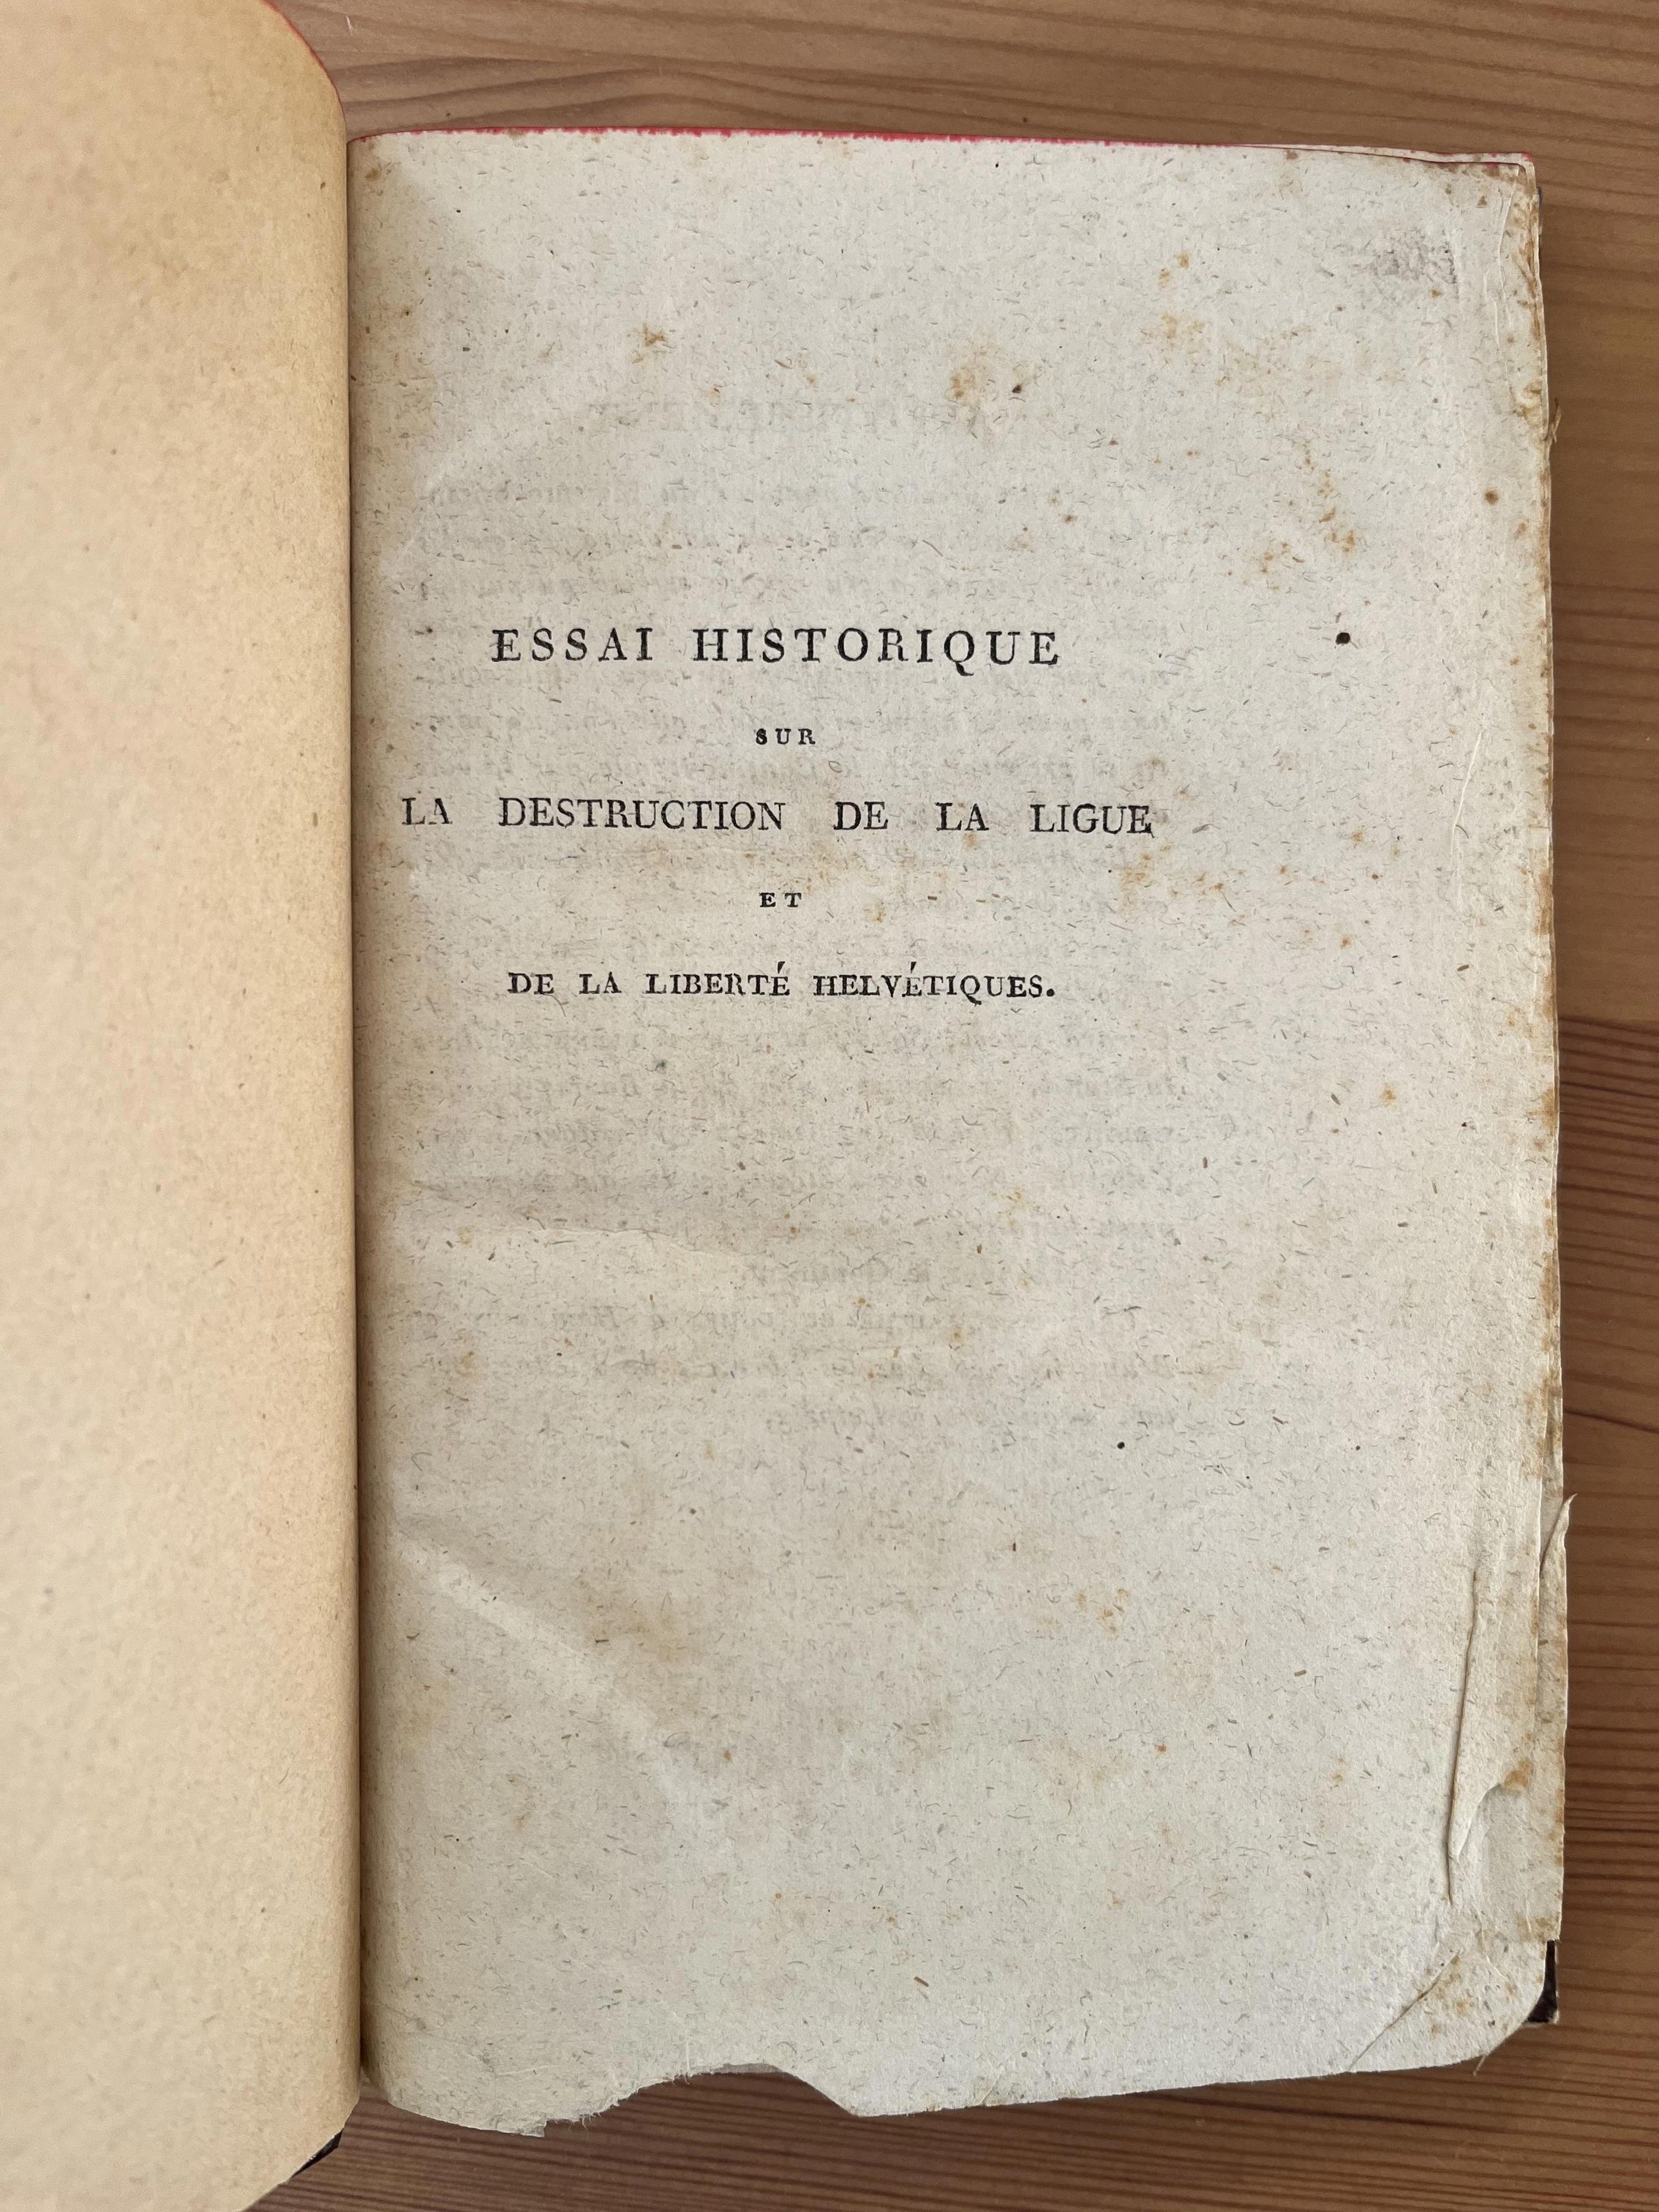 ESSAI HISTORIQUE
SUR
LA DESTRUCTION DE LA LIGUE
ET
DE LA LIBERTÉ HELVÉTIQUES.